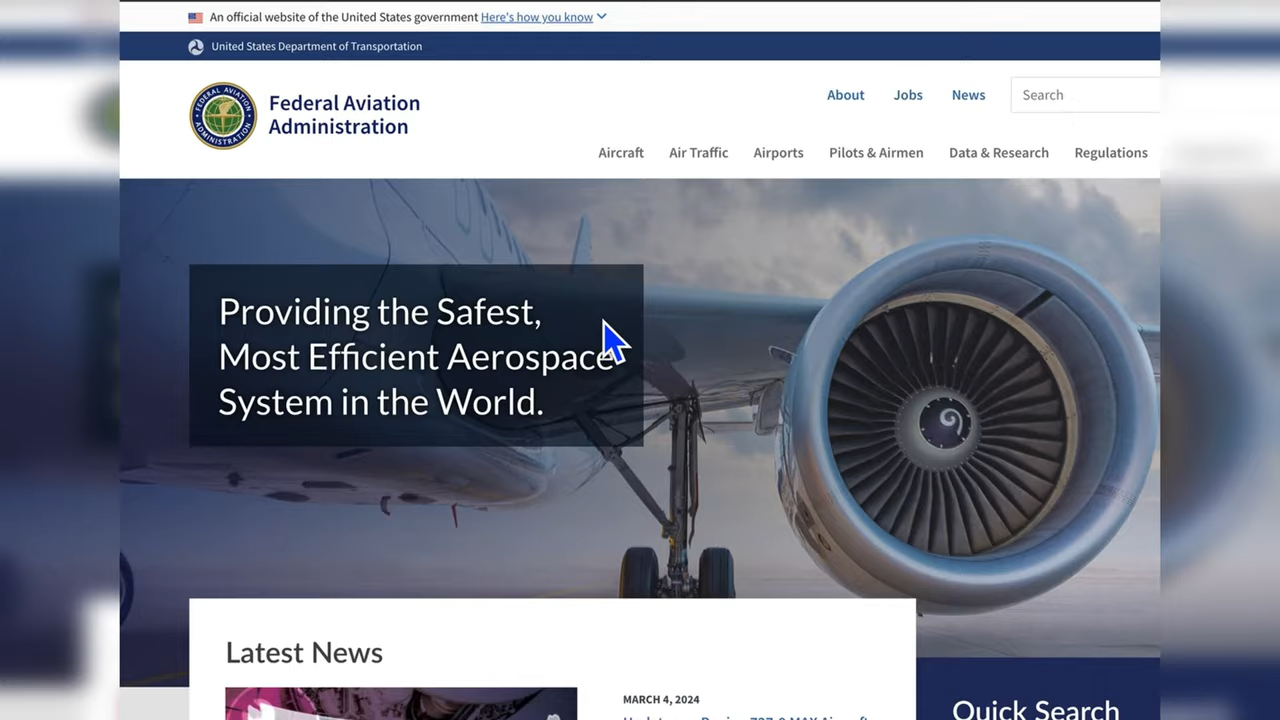 An official website of the United States government Here's how you know
United States Department of Transportation
Federal Aviation
Administration
About Jobs News Search
Aircraft Air Traffic Airports Pilots & Airmen Data & Research Regulations
Providing the Safest,
Most Efficient Aerospace
System in the World.
Latest News
MARCH 4, 2024
Quick Search